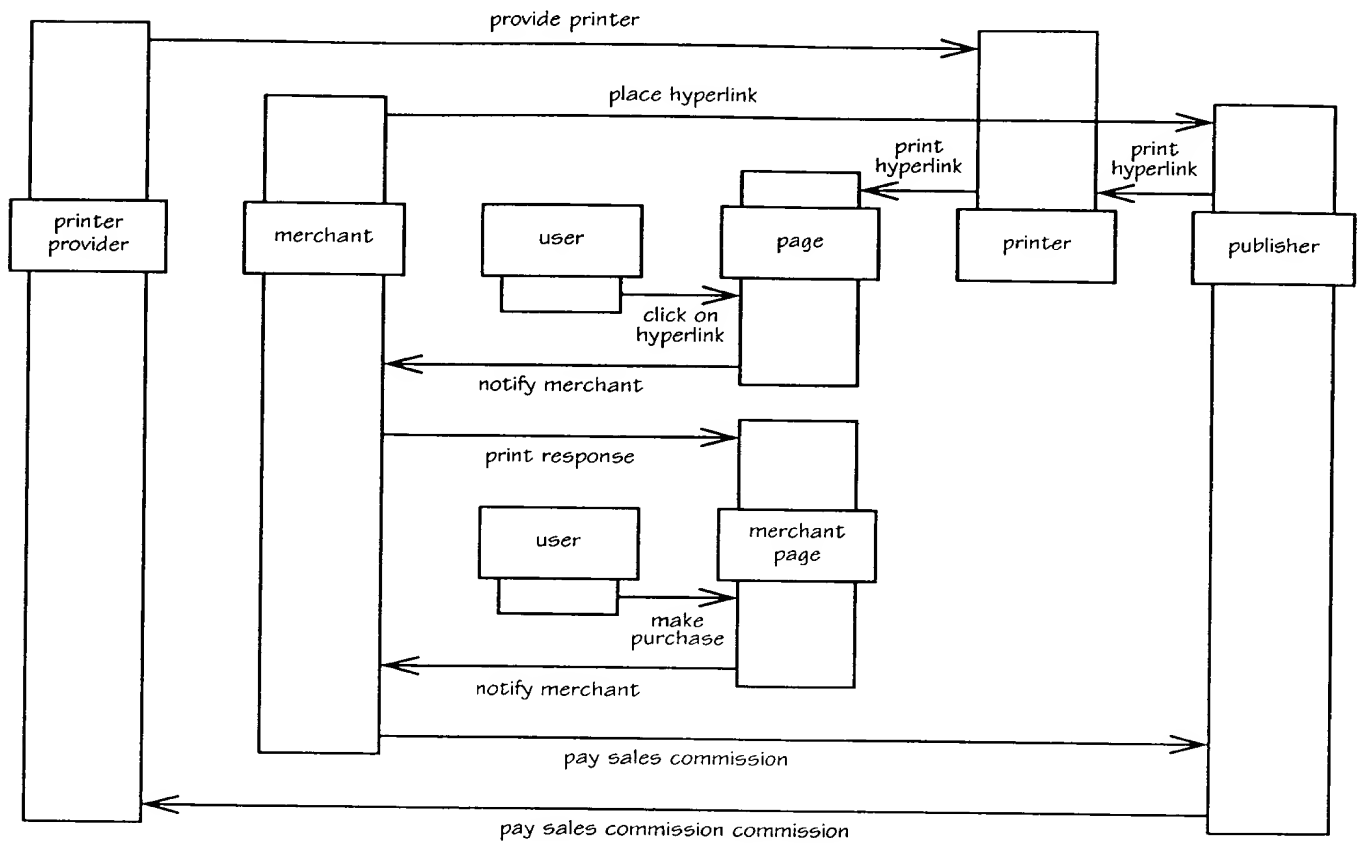 provide printer
place hyperlink
print
hyperlink
print
hyperlink
printer
provider
merchant
user
page
printer
publisher
click on
hyperlink
notify merchant
print response
user
merchant
page
make
purchase
notify merchant
pay sales commission
pay sales commission commission